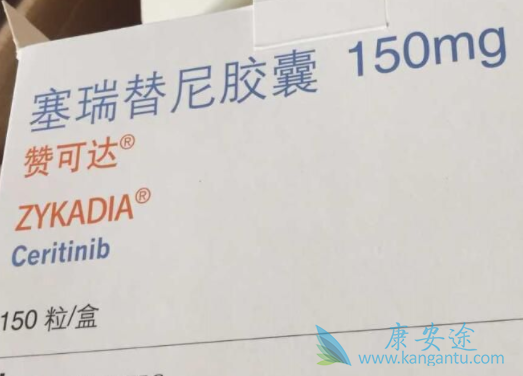 塞瑞替尼胶囊 150mg
赞可达®
ZYKADIA®
Ceritinib
150 粒/盒
康安途
www.kangantu.com